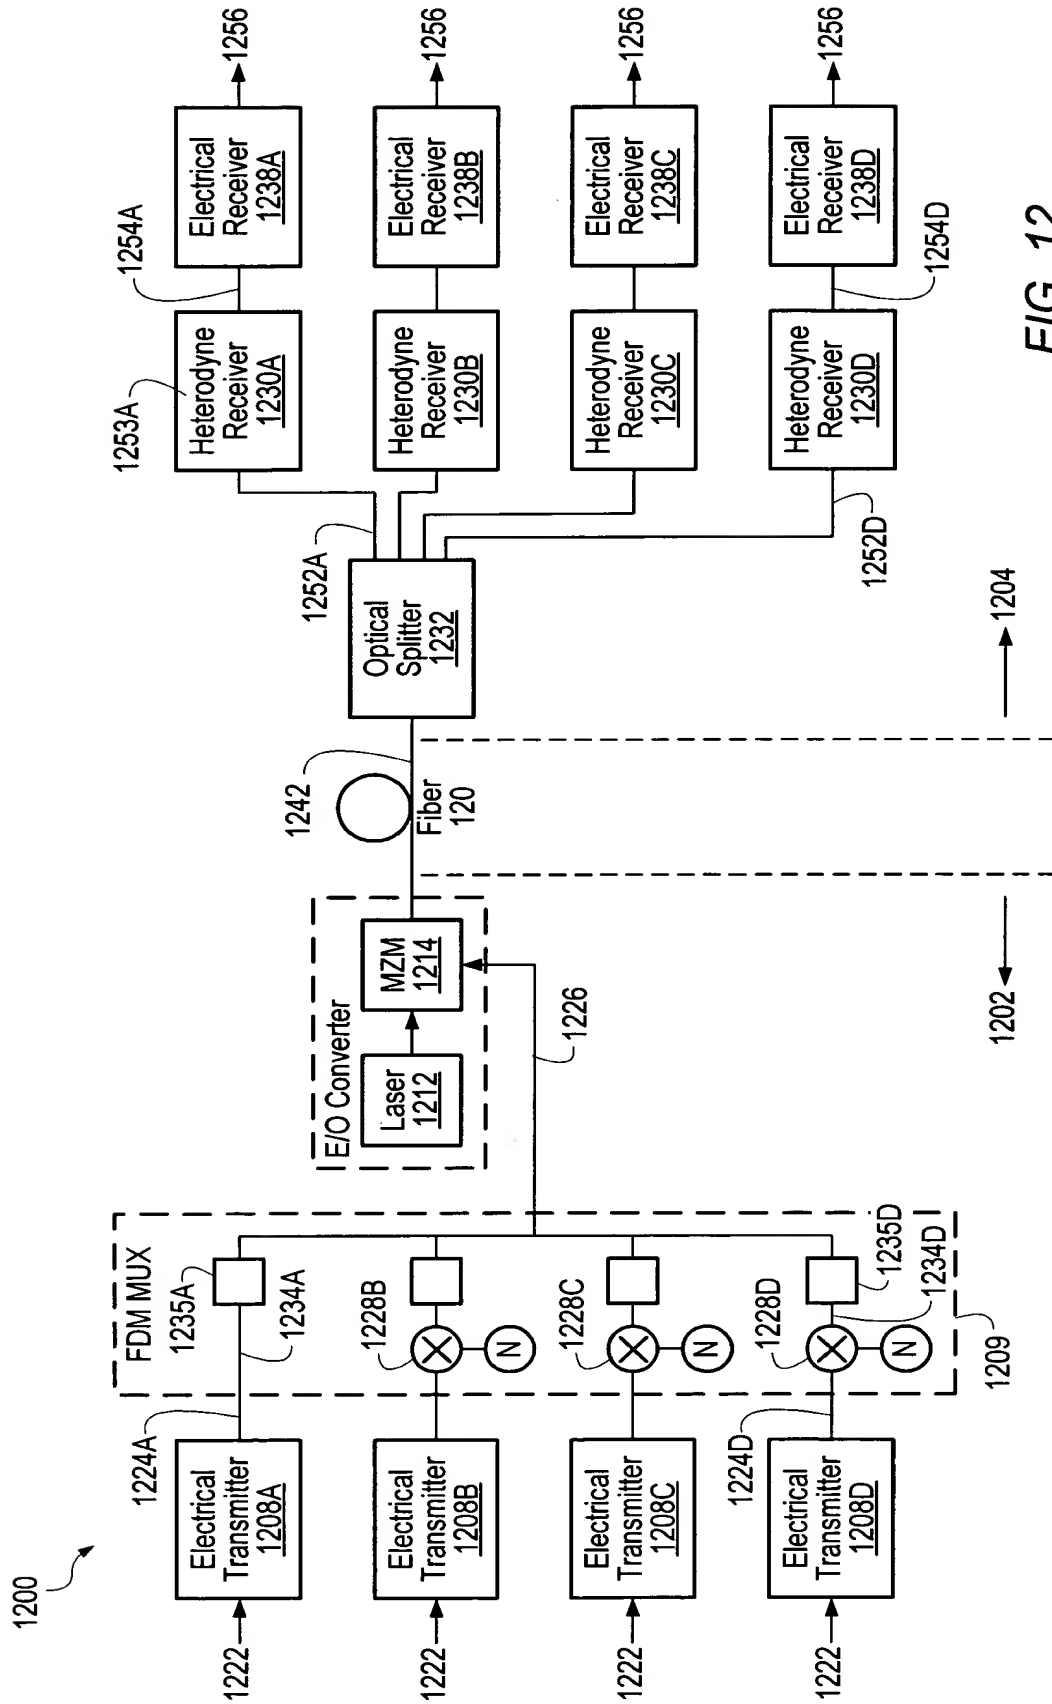 1200
1222
Electrical
Transmitter
1208A
1224A
FDM MUX
1235A
1234A
1222
Electrical
Transmitter
1208B
1228B
N
1222
Electrical
Transmitter
1208C
1228C
N
1222
Electrical
Transmitter
1208D
1224D
1228D
N
1235D
1234D
1209
E/O Converter
Laser
1212
MZM
1214
1226
1242
Fiber
120
1202
1204
Optical
Splitter
1232
1252A
1252D
1253A
Heterodyne
Receiver
1230A
1254A
Electrical
Receiver
1238A
1256
Heterodyne
Receiver
1230B
Electrical
Receiver
1238B
1256
Heterodyne
Receiver
1230C
Electrical
Receiver
1238C
1256
Heterodyne
Receiver
1230D
1254D
Electrical
Receiver
1238D
1256
FIG. 12